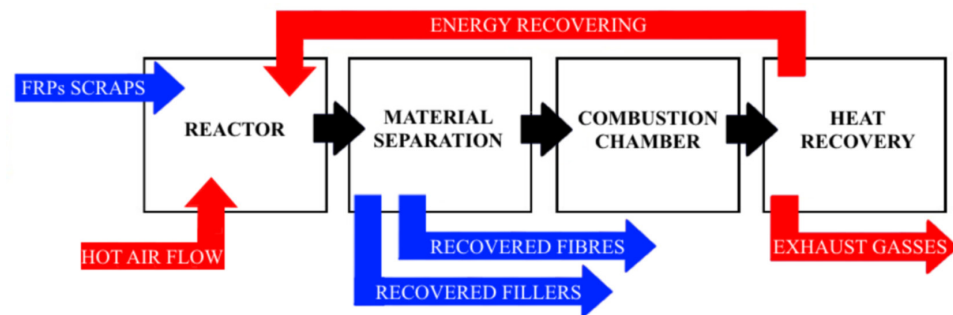 ENERGY RECOVERING
FRPs SCRAPS
REACTOR
MATERIAL
SEPARATION
COMBUSTION
CHAMBER
HEAT
RECOVERY
HOT AIR FLOW
RECOVERED FIBRES
RECOVERED FILLERS
EXHAUST GASSES